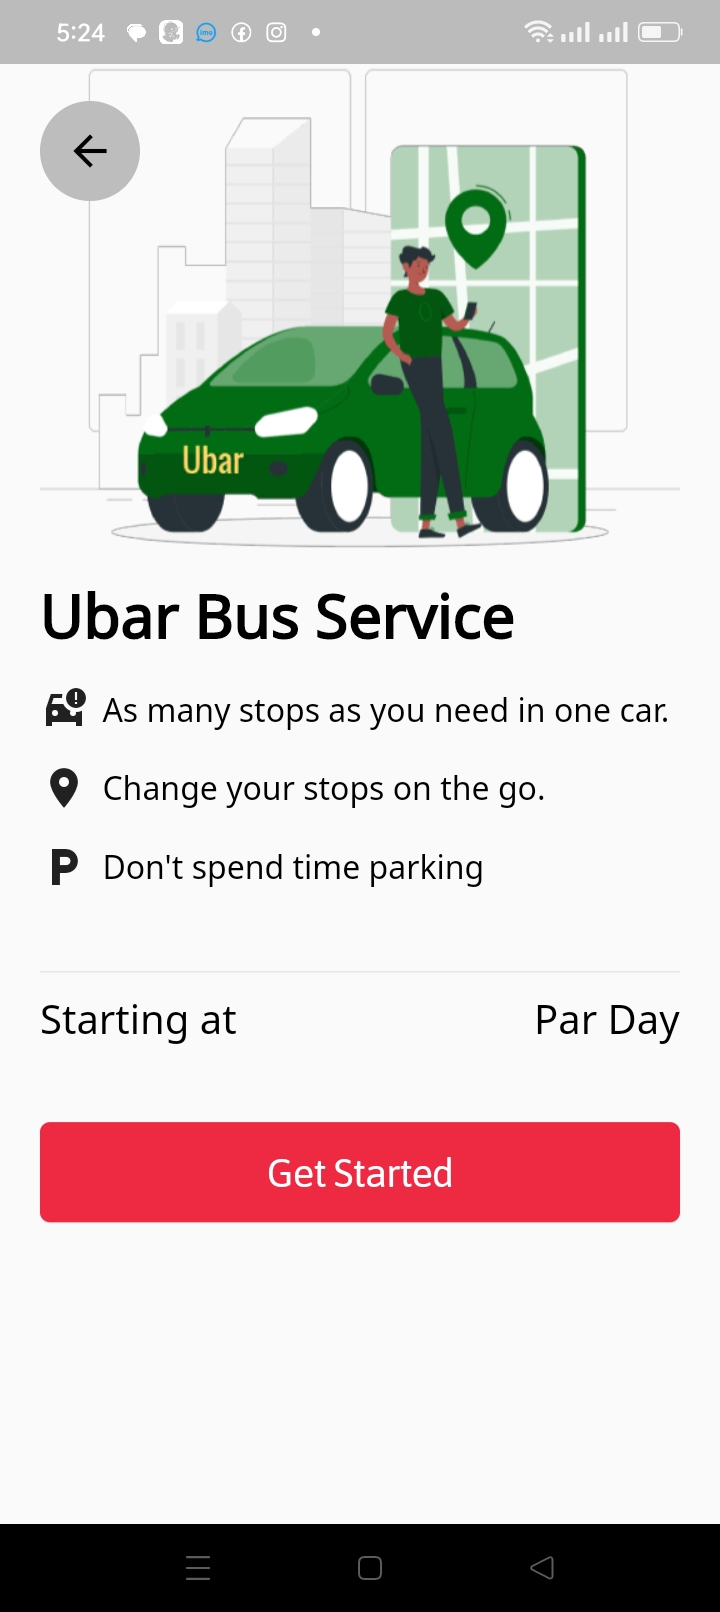 5:24
imo
Ubar
Ubar Bus Service
As many stops as you need in one car.
Change your stops on the go.
P Don't spend time parking
Starting at Par Day
Get Started